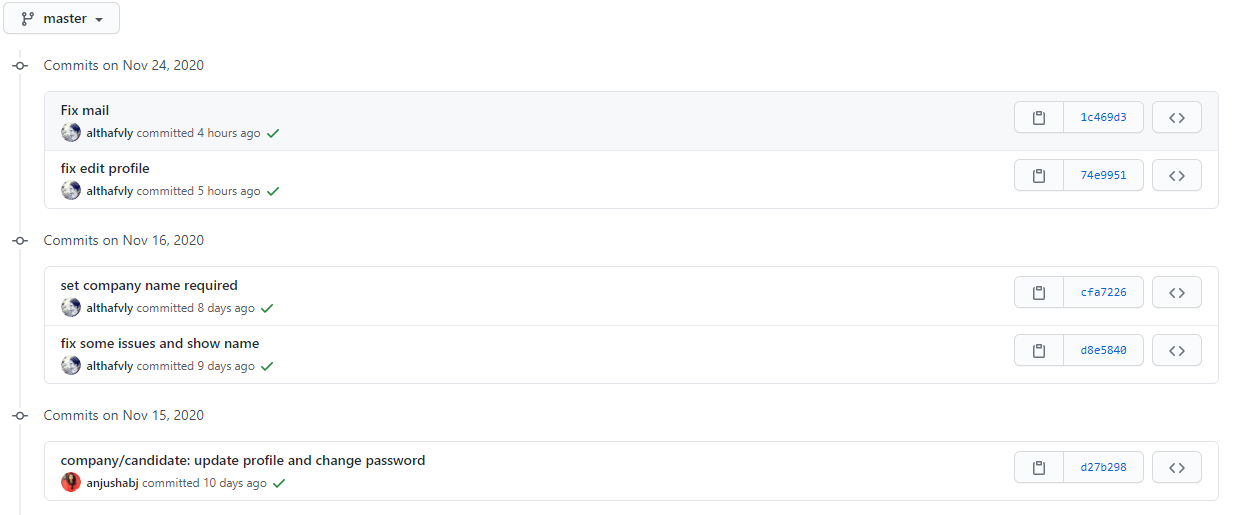 master
Commits on Nov 24, 2020
Fix mail
1c469d3
althafvly committed 4 hours ago
fix edit profile
74e9951
althafvly committed 5 hours ago
Commits on Nov 16, 2020
set company name required
cfa7226
althafvly committed 8 days ago
fix some issues and show name
d8e5840
althafvly committed 9 days ago
Commits on Nov 15, 2020
company/candidate: update profile and change password
d27b298
anjushabj committed 10 days ago